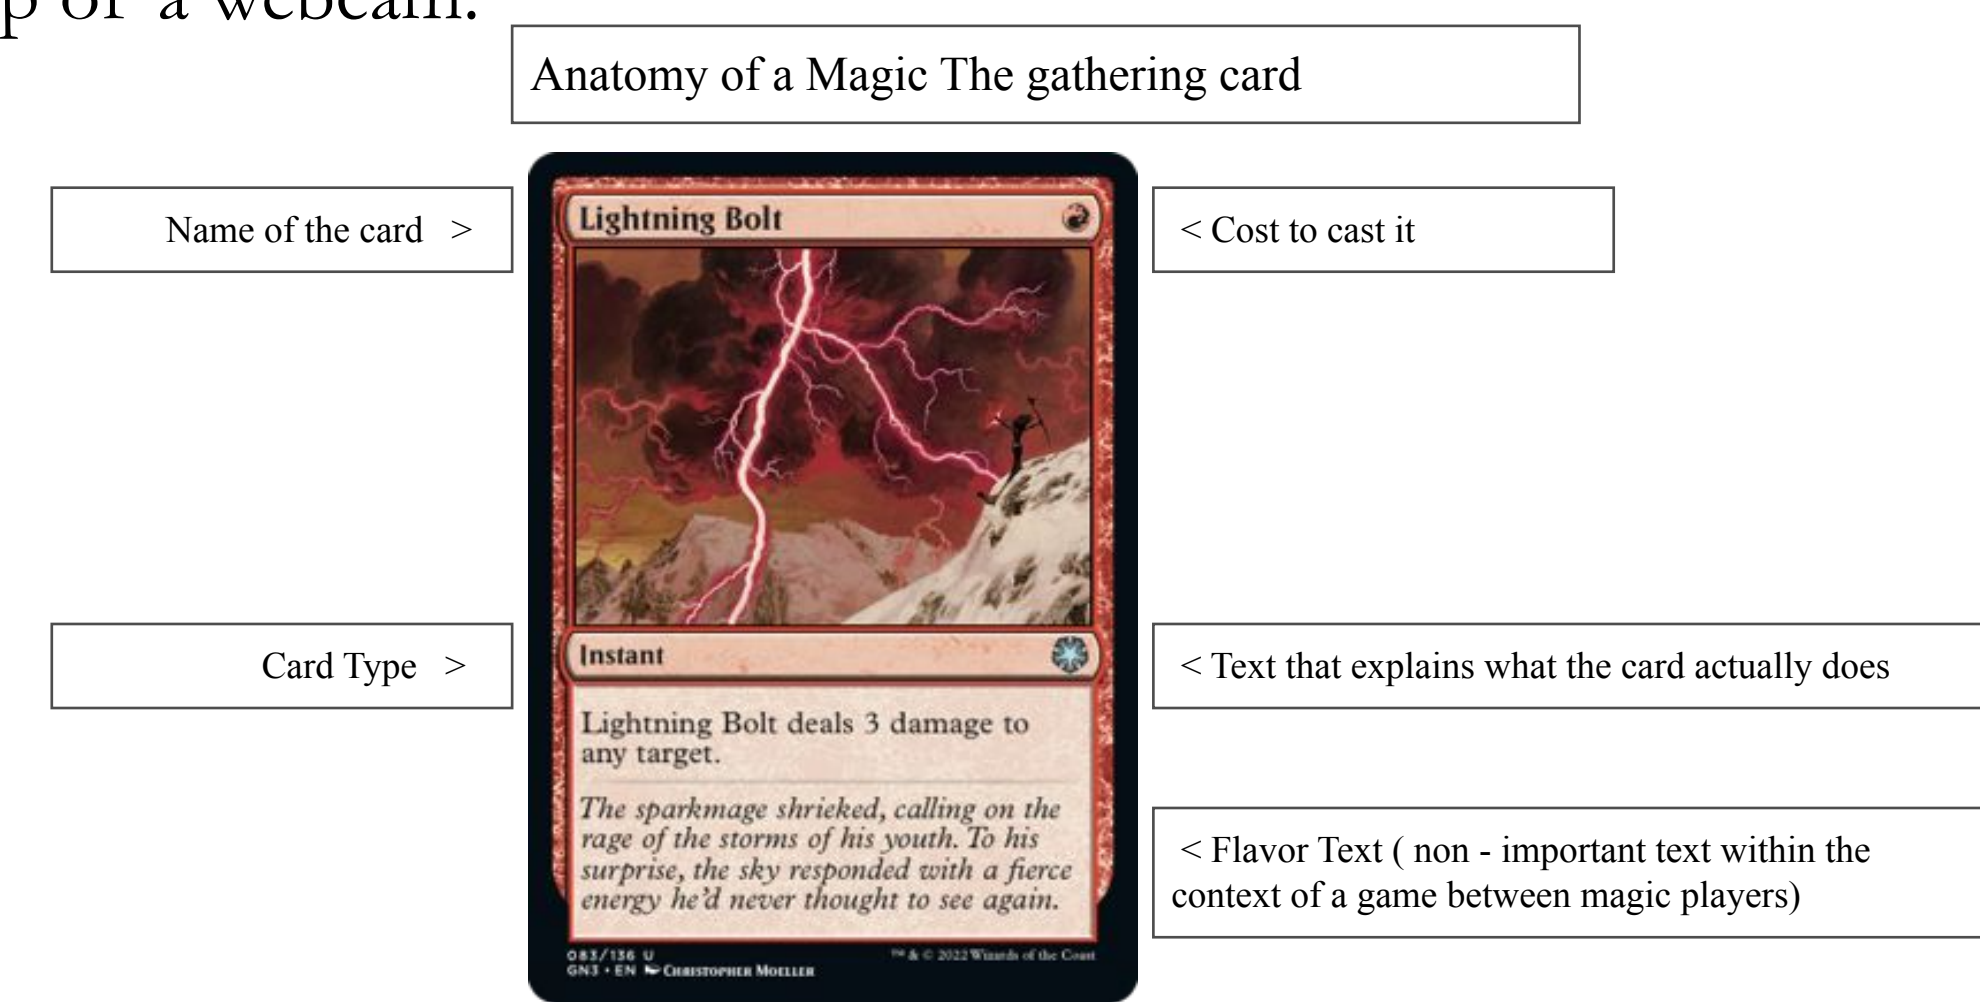 p or a webcam.
Anatomy of a Magic The gathering card
Name of the card >
Lightning Bolt
< Cost to cast it
Card Type >
Instant
< Text that explains what the card actually does
Lightning Bolt deals 3 damage to
any target.
The sparkmage shrieked, calling on the
rage of the storms of his youth. To his
surprise, the sky responded with a fierce
energy he'd never thought to see again.
< Flavor Text ( non - important text within the
context of a game between magic players)
083/136 U
GN3 • EN Christopher Moeller
™ & © 2022 Wizards of the Coast